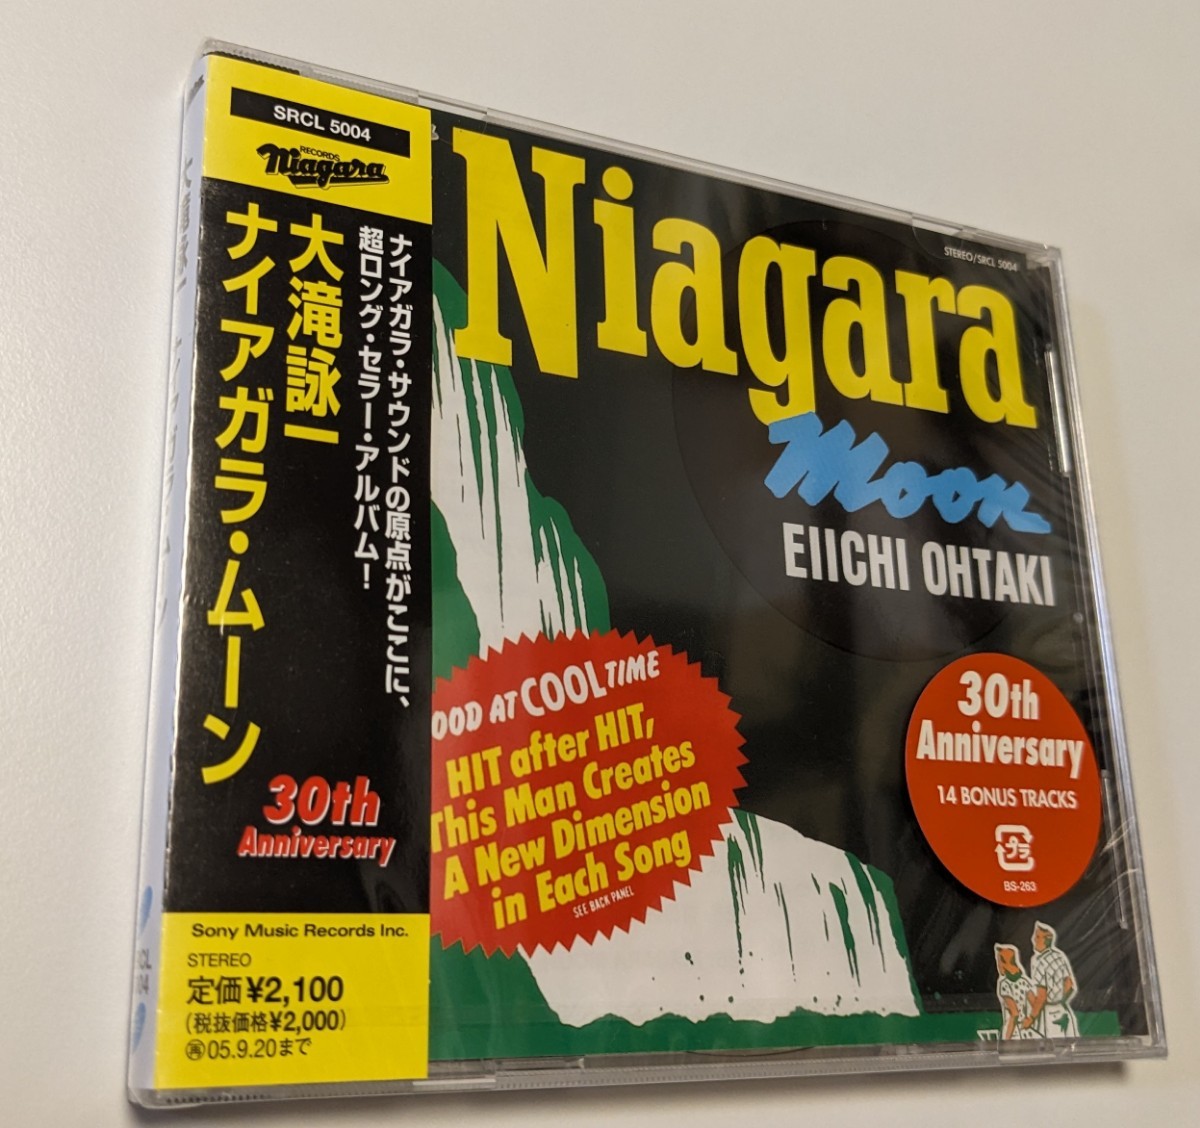 SRCL 5004
RECORDS
Niagara
ナイアガラ・サウンドの原点がここに、
超ロング・セラー・アルバム!
大滝詠一
ナイアガラ・ムーン
30th
Anniversary
Sony Music Records Inc.
STEREO
定価¥2,100
(税抜価格¥2,000)
再05.9.20まで
Niagara
STEREO/SRCL 5004
Moon
EIICHI OHTAKI
OOD AT COOL TIME
HIT after HIT,
This Man Creates
A New Dimension
in Each Song
SEE BACK PANEL
30th
Anniversary
14 BONUS TRACKS
プラ
BS-263